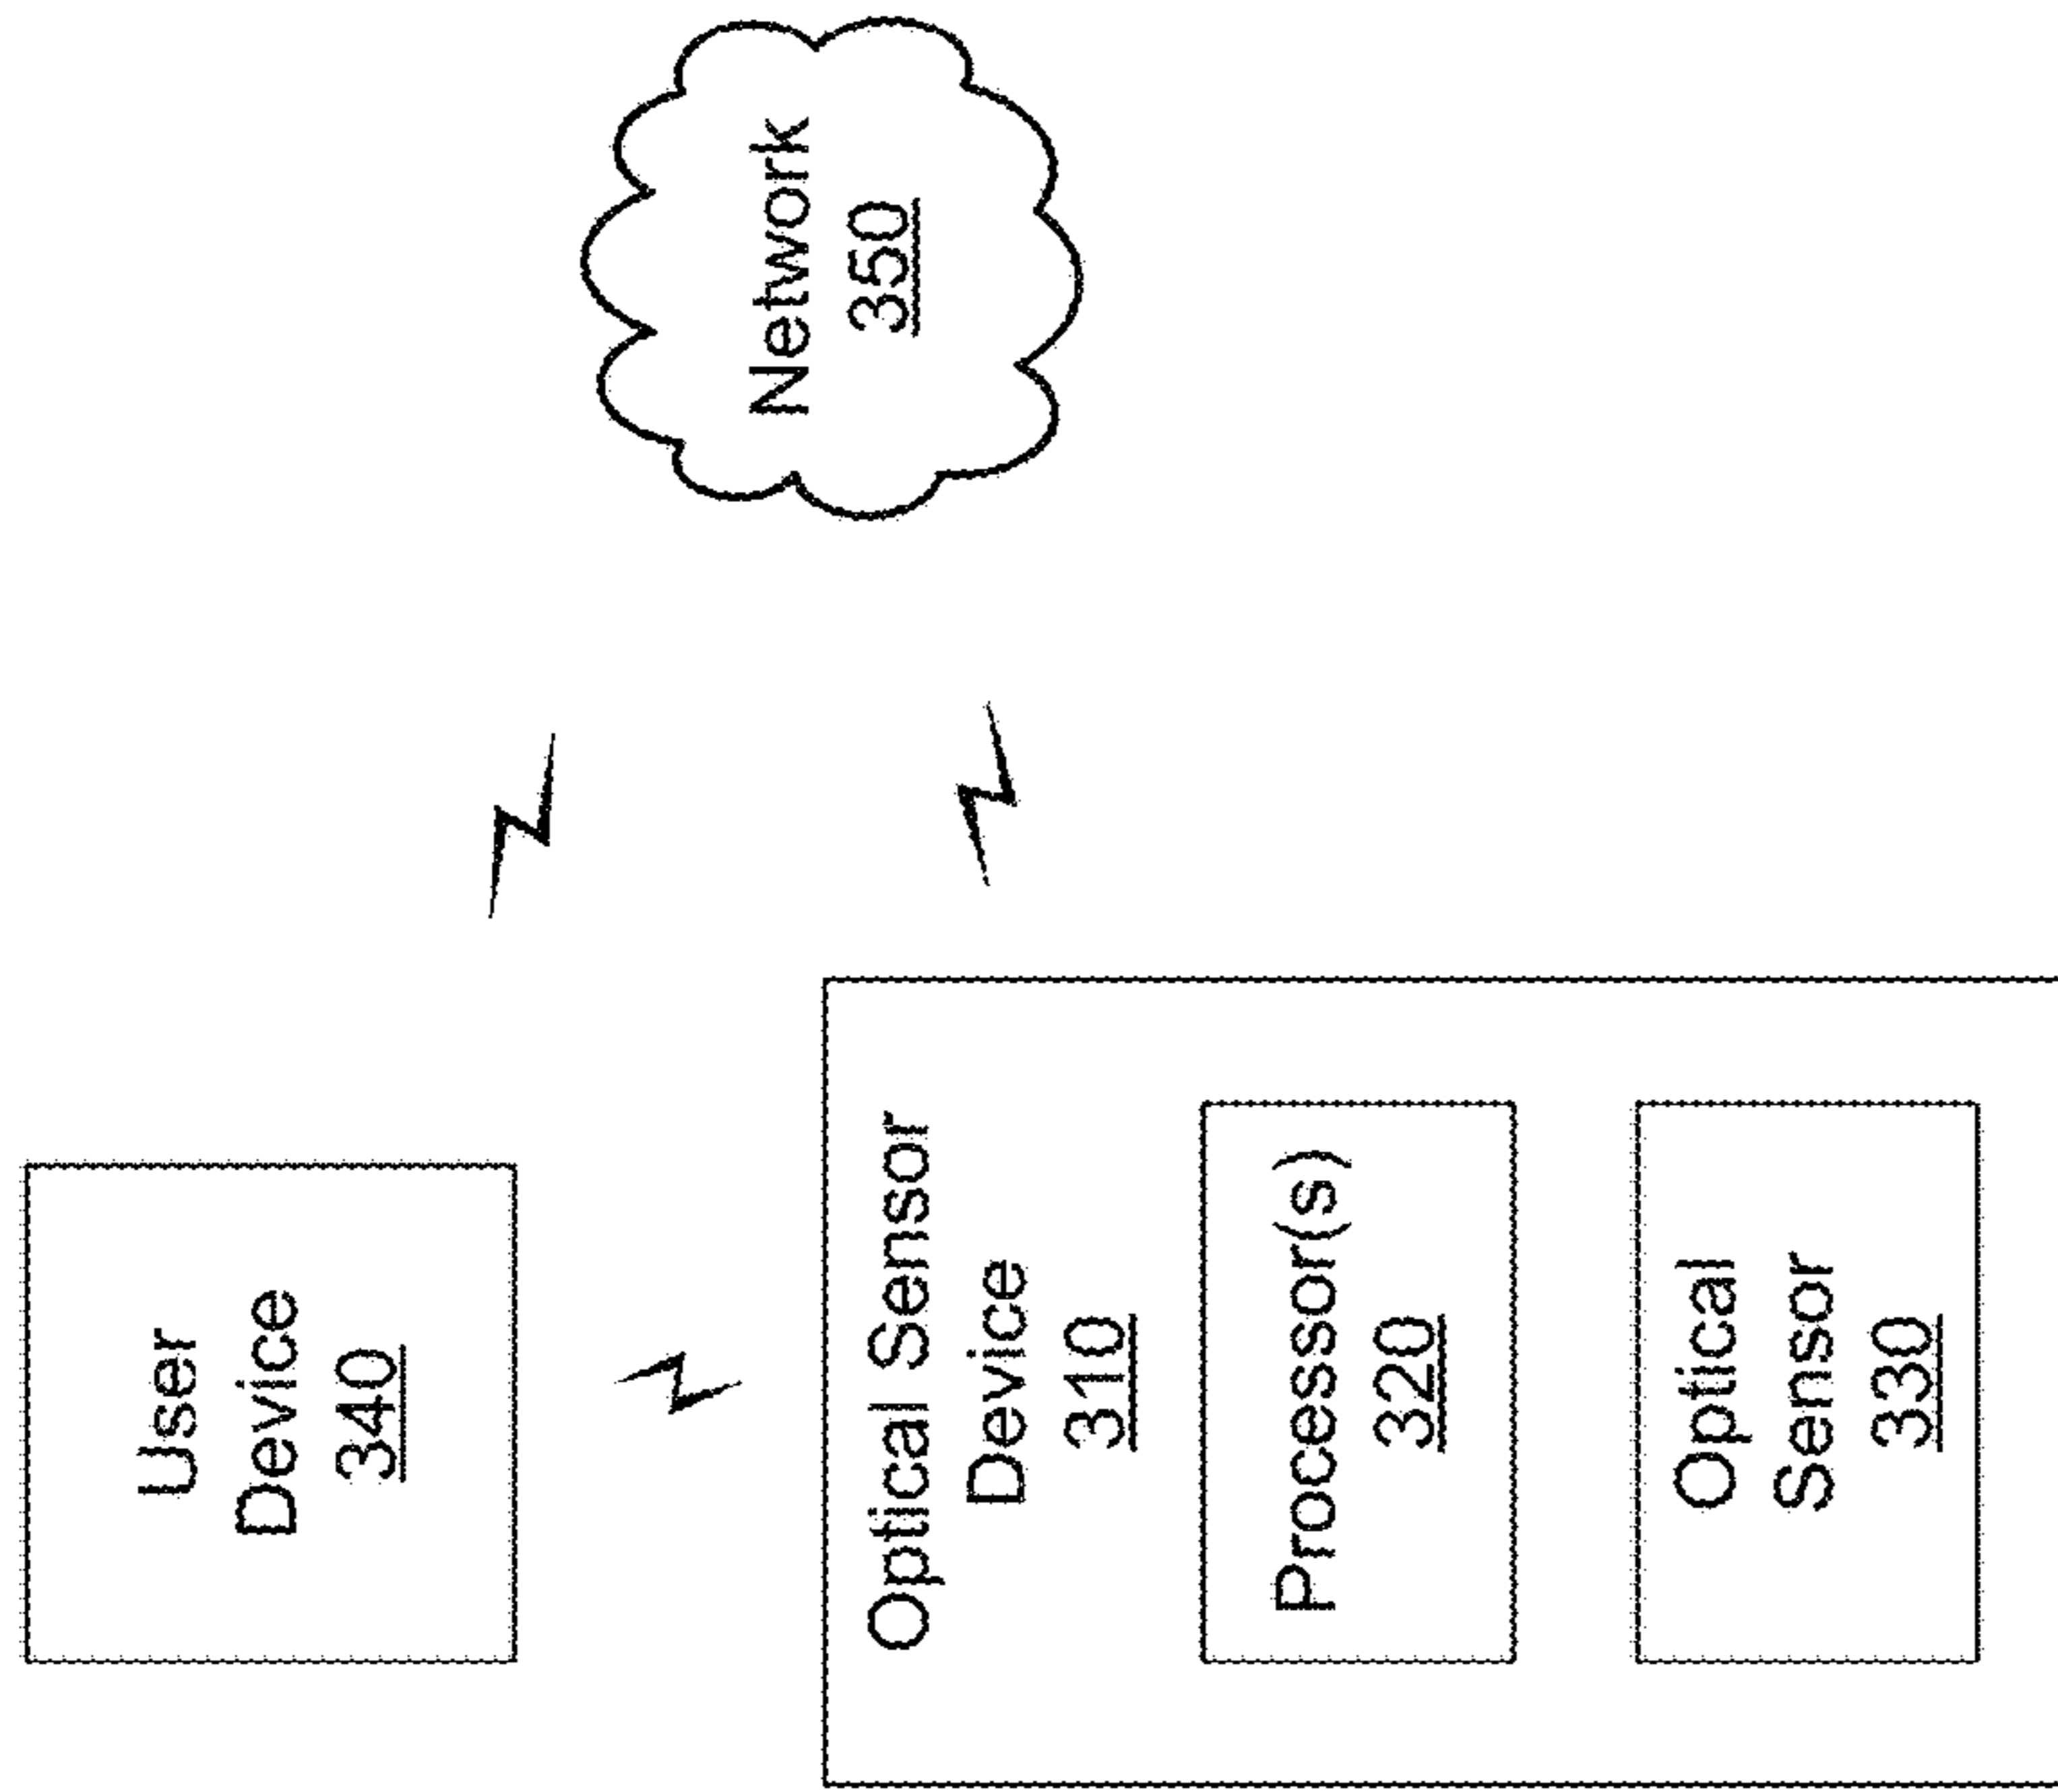 User
Device
340
Optical Sensor
Device
310
Processor(s)
320
Optical
Sensor
330
Network
350